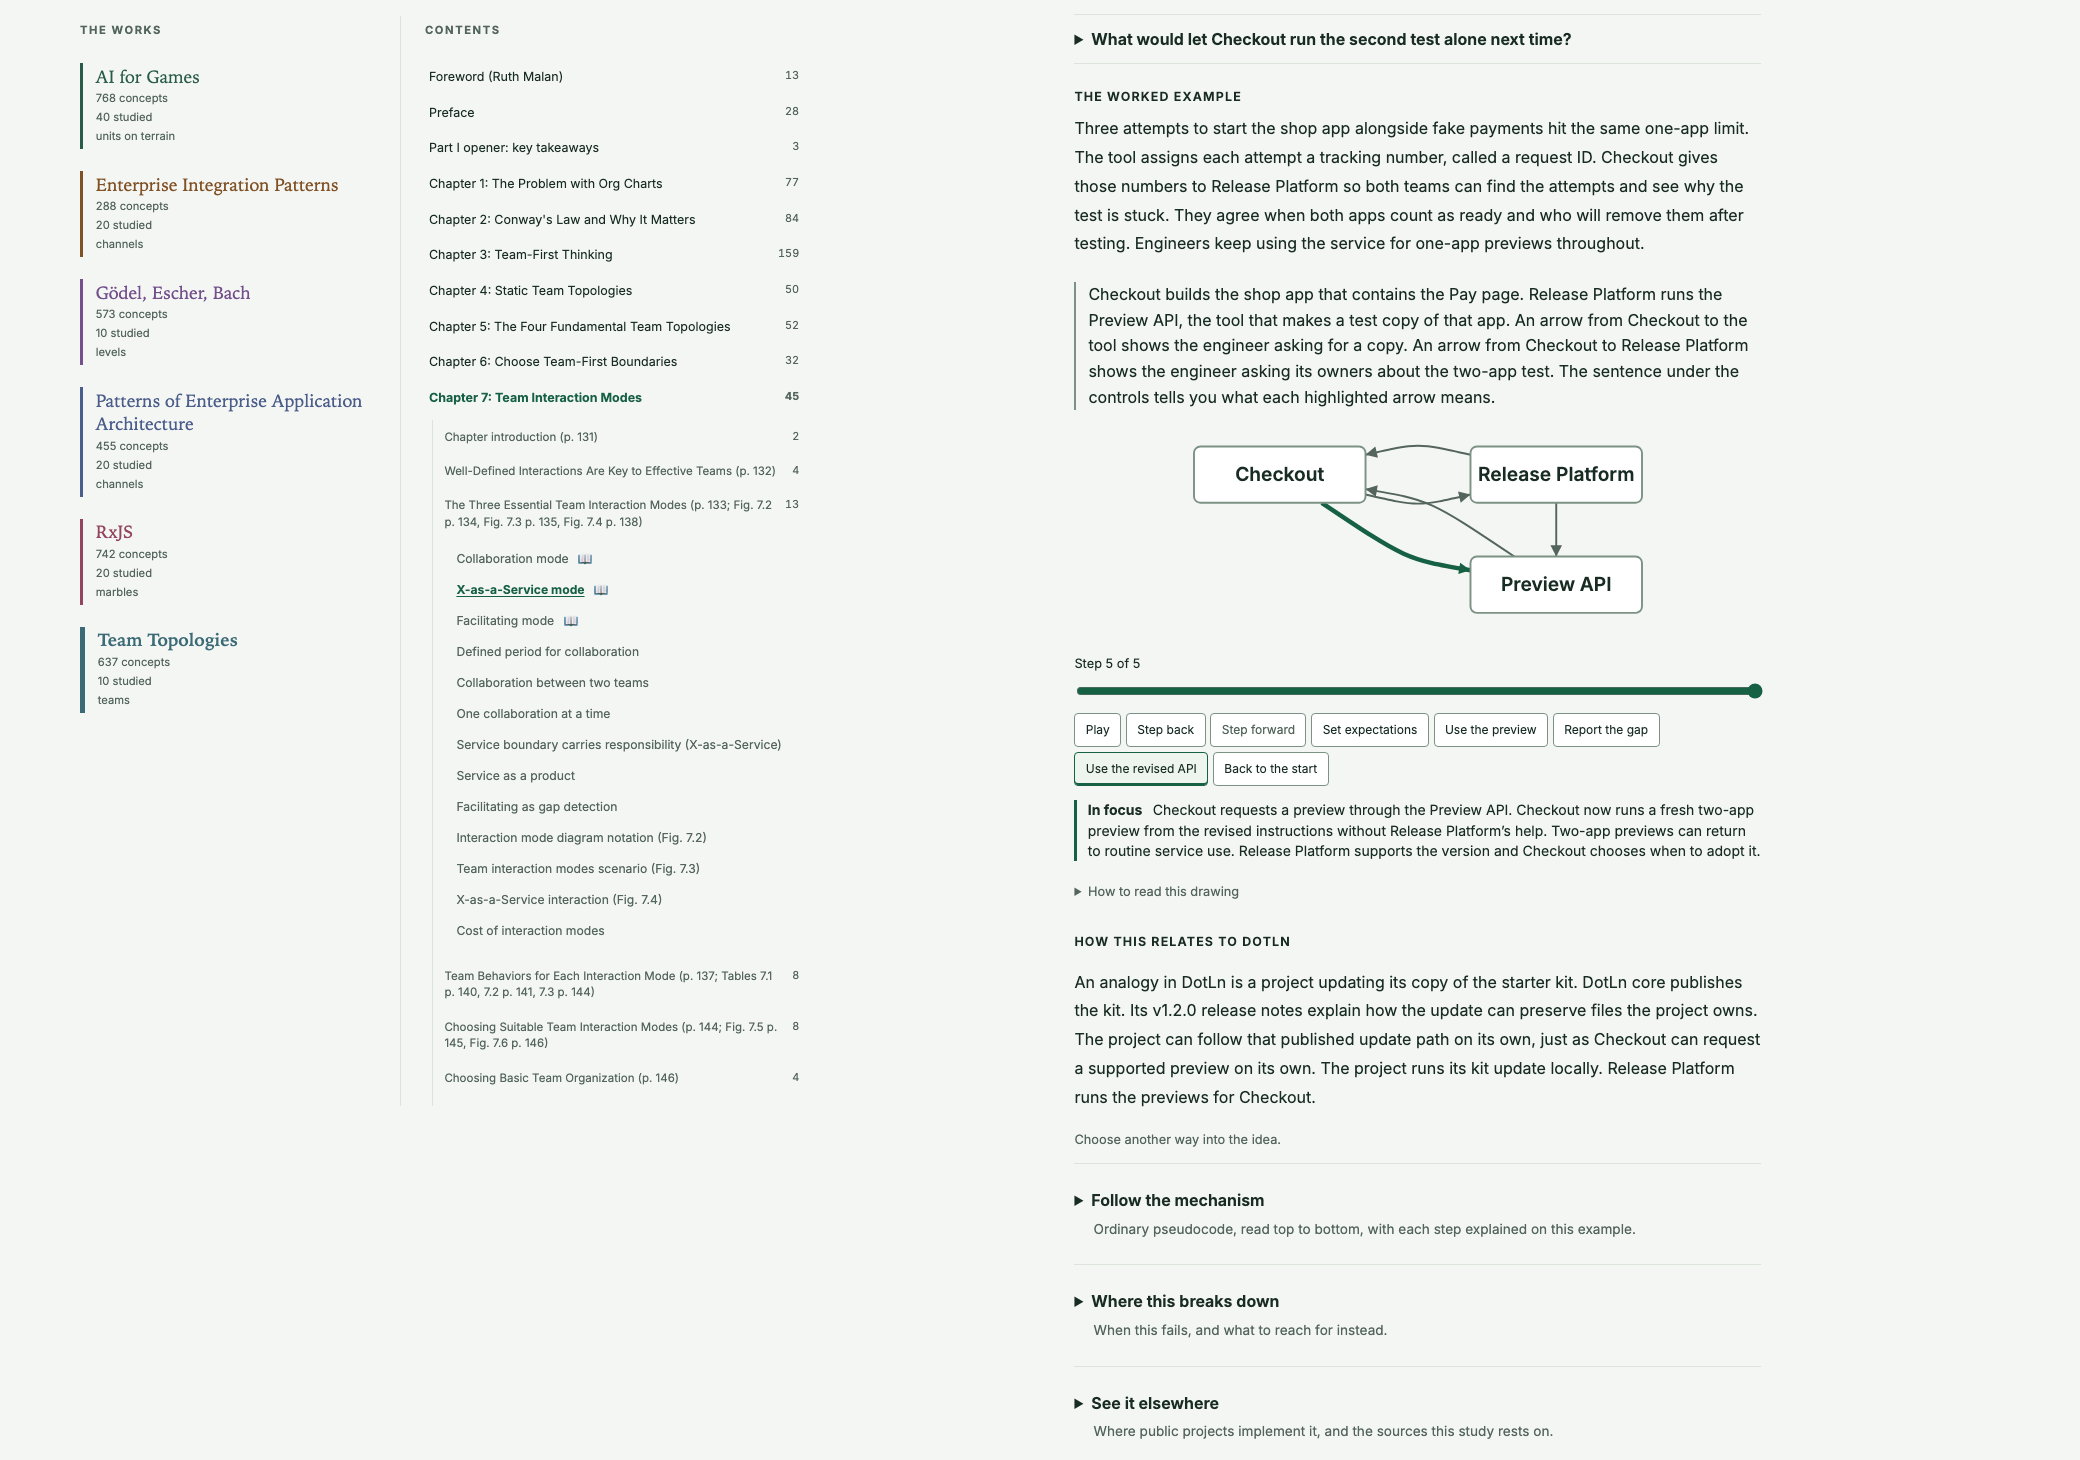 THE WORKS
AI for Games
768 concepts
40 studied
units on terrain
Enterprise Integration Patterns
288 concepts
20 studied
channels
Gödel, Escher, Bach
573 concepts
10 studied
levels
Patterns of Enterprise Application
Architecture
455 concepts
20 studied
channels
RxJS
742 concepts
20 studied
marbles
Team Topologies
637 concepts
10 studied
teams
CONTENTS
Foreword (Ruth Malan) 13
Preface 28
Part I opener: key takeaways 3
Chapter 1: The Problem with Org Charts 77
Chapter 2: Conway's Law and Why It Matters 84
Chapter 3: Team-First Thinking 159
Chapter 4: Static Team Topologies 50
Chapter 5: The Four Fundamental Team Topologies 52
Chapter 6: Choose Team-First Boundaries 32
Chapter 7: Team Interaction Modes 45
Chapter introduction (p. 131) 2
Well-Defined Interactions Are Key to Effective Teams (p. 132) 4
The Three Essential Team Interaction Modes (p. 133; Fig. 7.2 13
p. 134, Fig. 7.3 p. 135, Fig. 7.4 p. 138)
Collaboration mode
X-as-a-Service mode
Facilitating mode
Defined period for collaboration
Collaboration between two teams
One collaboration at a time
Service boundary carries responsibility (X-as-a-Service)
Service as a product
Facilitating as gap detection
Interaction mode diagram notation (Fig. 7.2)
Team interaction modes scenario (Fig. 7.3)
X-as-a-Service interaction (Fig. 7.4)
Cost of interaction modes
Team Behaviors for Each Interaction Mode (p. 137; Tables 7.1 8
p. 140, 7.2 p. 141, 7.3 p. 144)
Choosing Suitable Team Interaction Modes (p. 144; Fig. 7.5 p. 8
145, Fig. 7.6 p. 146)
Choosing Basic Team Organization (p. 146) 4
What would let Checkout run the second test alone next time?
THE WORKED EXAMPLE
Three attempts to start the shop app alongside fake payments hit the same one-app limit.
The tool assigns each attempt a tracking number, called a request ID. Checkout gives
those numbers to Release Platform so both teams can find the attempts and see why the
test is stuck. They agree when both apps count as ready and who will remove them after
testing. Engineers keep using the service for one-app previews throughout.
Checkout builds the shop app that contains the Pay page. Release Platform runs the
Preview API, the tool that makes a test copy of that app. An arrow from Checkout to the
tool shows the engineer asking for a copy. An arrow from Checkout to Release Platform
shows the engineer asking its owners about the two-app test. The sentence under the
controls tells you what each highlighted arrow means.
Checkout
Release Platform
Preview API
Step 5 of 5
Play
Step back
Step forward
Set expectations
Use the preview
Report the gap
Use the revised API
Back to the start
In focus Checkout requests a preview through the Preview API. Checkout now runs a fresh two-app
preview from the revised instructions without Release Platform’s help. Two-app previews can return
to routine service use. Release Platform supports the version and Checkout chooses when to adopt it.
How to read this drawing
HOW THIS RELATES TO DOTLN
An analogy in DotLn is a project updating its copy of the starter kit. DotLn core publishes
the kit. Its v1.2.0 release notes explain how the update can preserve files the project owns.
The project can follow that published update path on its own, just as Checkout can request
a supported preview on its own. The project runs its kit update locally. Release Platform
runs the previews for Checkout.
Choose another way into the idea.
Follow the mechanism
Ordinary pseudocode, read top to bottom, with each step explained on this example.
Where this breaks down
When this fails, and what to reach for instead.
See it elsewhere
Where public projects implement it, and the sources this study rests on.